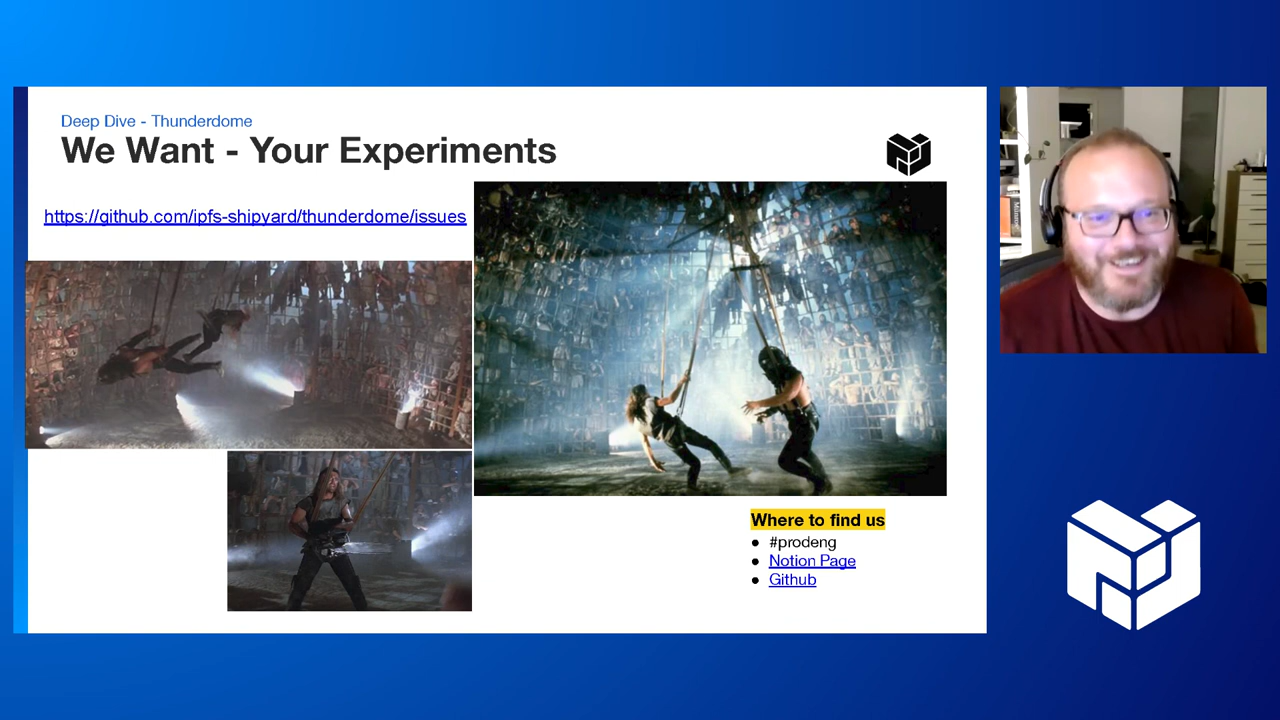 Deep Dive - Thunderdome
We Want - Your Experiments
https://github.com/ipfs-shipyard/thunderdome/issues
Where to find us
● #prodeng
● Notion Page
● Github